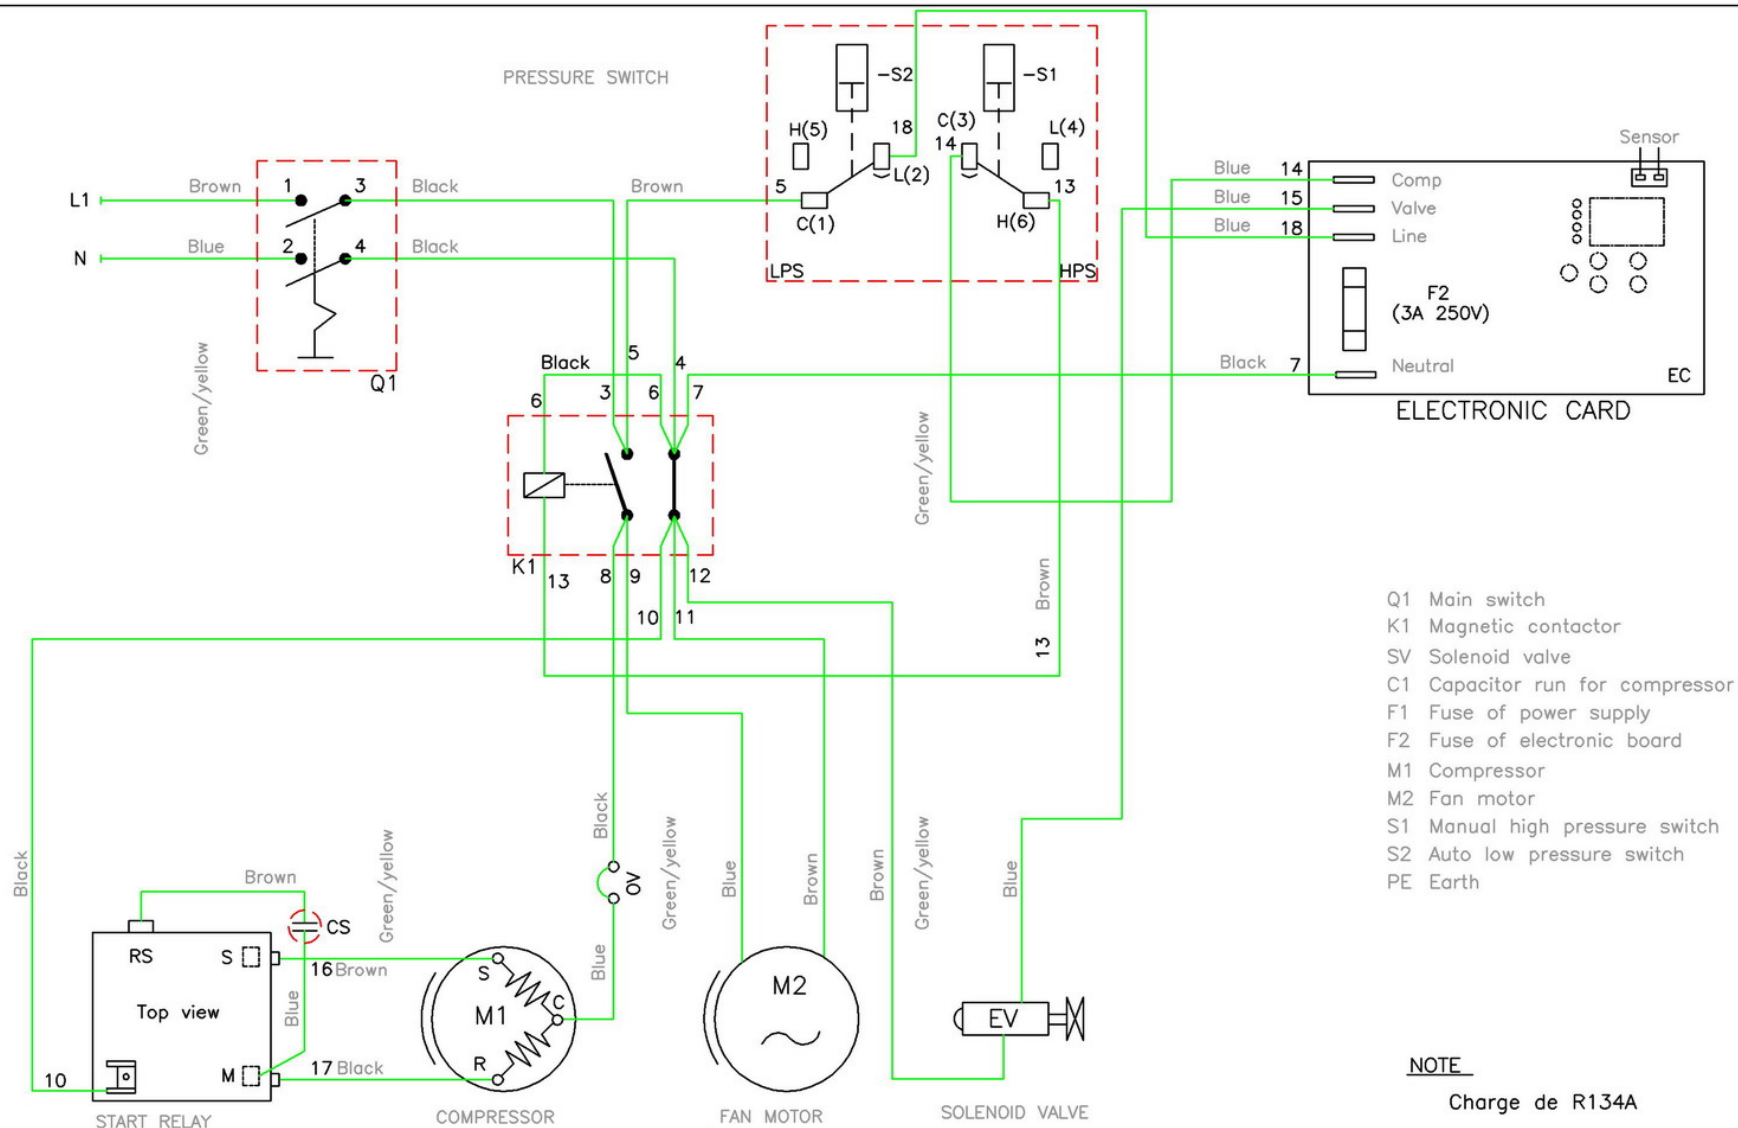 PRESSURE SWITCH
-S2
-S1
H(5)
18
C(3)
L(4)
14
L(2)
5
13
C(1)
H(6)
LPS
HPS
L1
Brown
1
3
Black
Brown
N
Blue
2
4
Black
Q1
Green/yellow
Sensor
Blue
14
Comp
Blue
15
Valve
Blue
18
Line
F2
(3A 250V)
Black
7
Neutral
EC
ELECTRONIC CARD
Black
5
4
6
3
6
7
K1
13
8
9
12
10
11
Green/yellow
Brown
13
Q1 Main switch
K1 Magnetic contactor
SV Solenoid valve
C1 Capacitor run for compressor
F1 Fuse of power supply
F2 Fuse of electronic board
M1 Compressor
M2 Fan motor
S1 Manual high pressure switch
S2 Auto low pressure switch
PE Earth
Black
Brown
Green/yellow
Black
OV
Green/yellow
Blue
Brown
Brown
Green/yellow
Blue
CS
RS
S
16 Brown
Top view
Blue
Blue
M
17 Black
10
START RELAY
S
C
M1
R
COMPRESSOR
M2
FAN MOTOR
EV
SOLENOID VALVE
NOTE
Charge de R134A